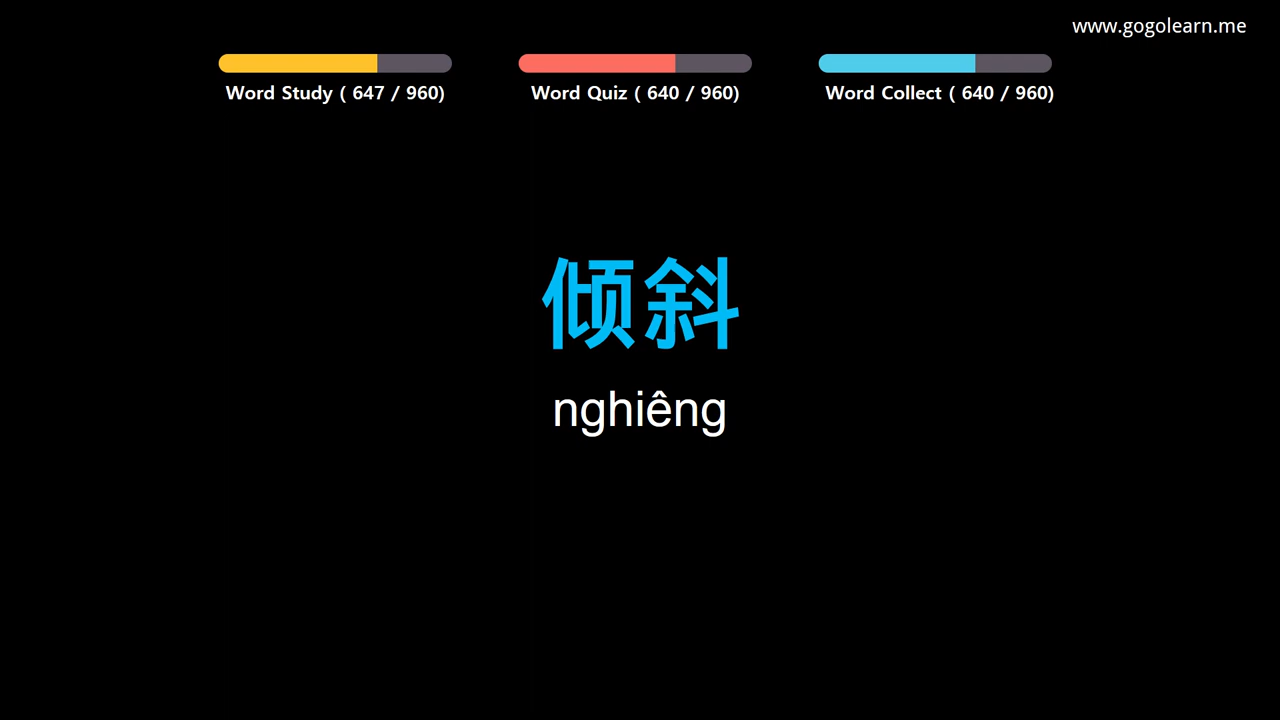 www.gogolearn.me
Word Study ( 647 / 960)
Word Quiz ( 640 / 960)
Word Collect ( 640 / 960)
倾斜
nghiêng